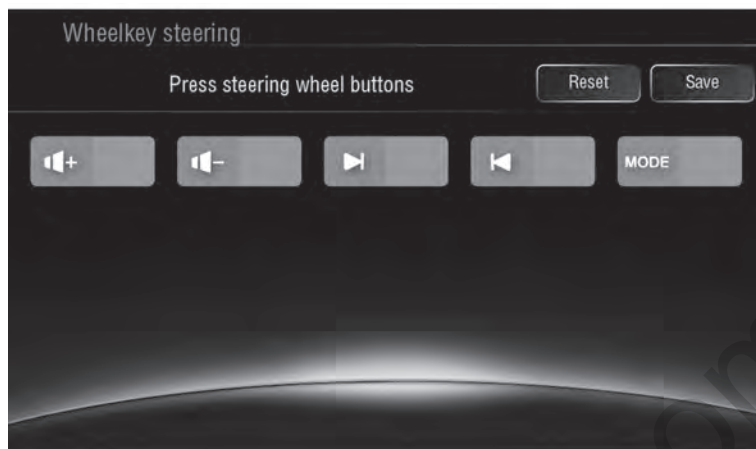 Wheelkey steering
Press steering wheel buttons Reset Save
+ - MODE